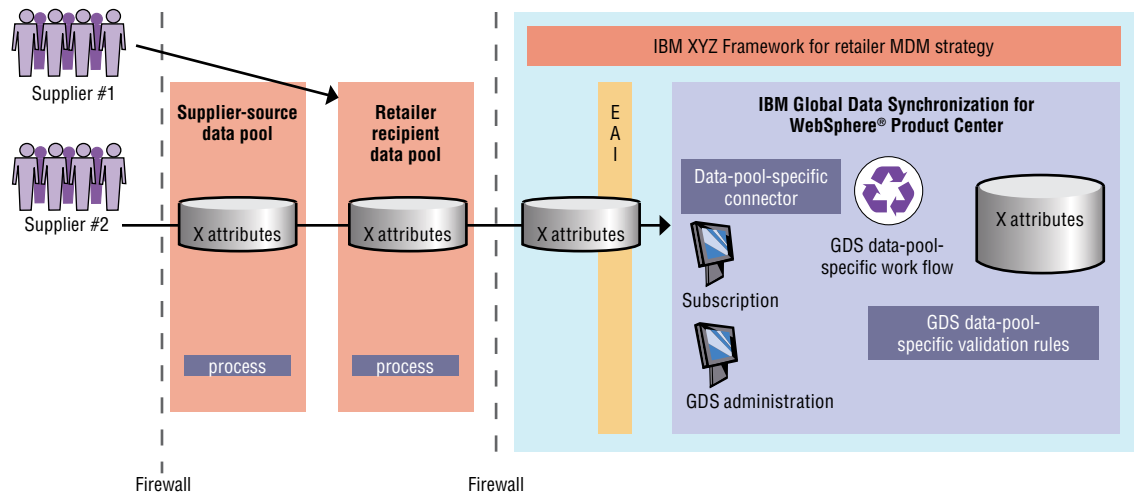 IBM XYZ Framework for retailer MDM strategy
Supplier #1
Supplier #2
Supplier-source
data pool
X attributes
process
Retailer
recipient
data pool
X attributes
process
X attributes
E
A
I
IBM Global Data Synchronization for
WebSphere® Product Center
Data-pool-specific
connector
Subscription
GDS administration
GDS data-pool-
specific work flow
X attributes
GDS data-pool-
specific validation rules
Firewall
Firewall